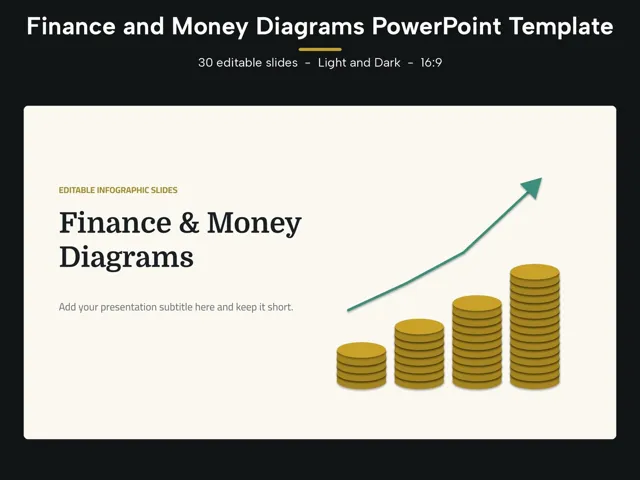 Finance and Money Diagrams PowerPoint Template
30 editable slides – Light and Dark – 16:9
EDITABLE INFOGRAPHIC SLIDES
Finance & Money
Diagrams
Add your presentation subtitle here and keep it short.